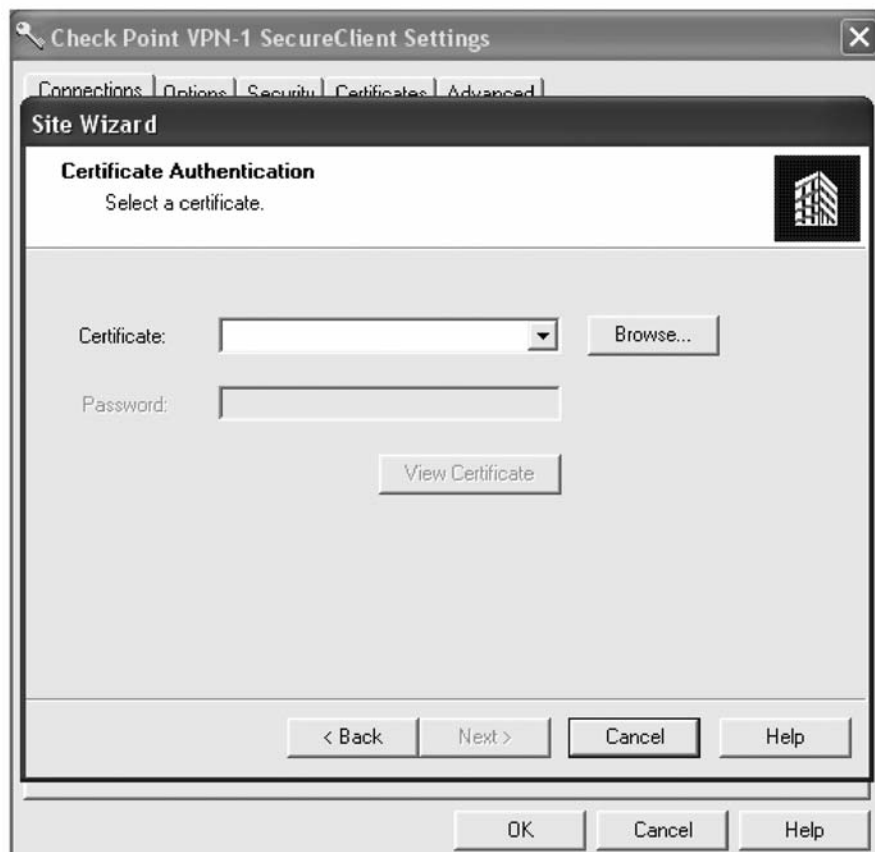 Check Point VPN-1 SecureClient Settings
Connections Options Security Certificates Advanced
Site Wizard
Certificate Authentication
Select a certificate.
Certificate:
Browse...
Password:
View Certificate
< Back Next > Cancel Help
OK Cancel Help